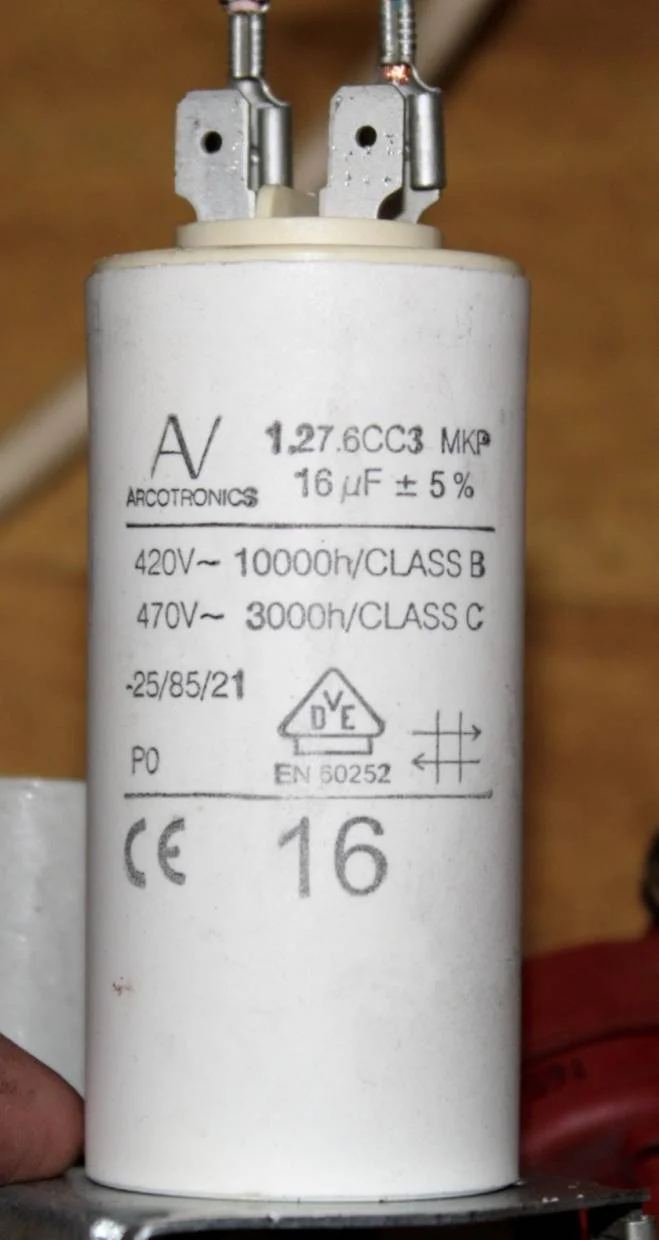 AV
ARCOTRONICS
1.27.6CC3 MKP
16 µF ± 5%
420V~ 10000h/CLASS B
470V~ 3000h/CLASS C
-25/85/21
DVE
P0
EN 60252
CE 16